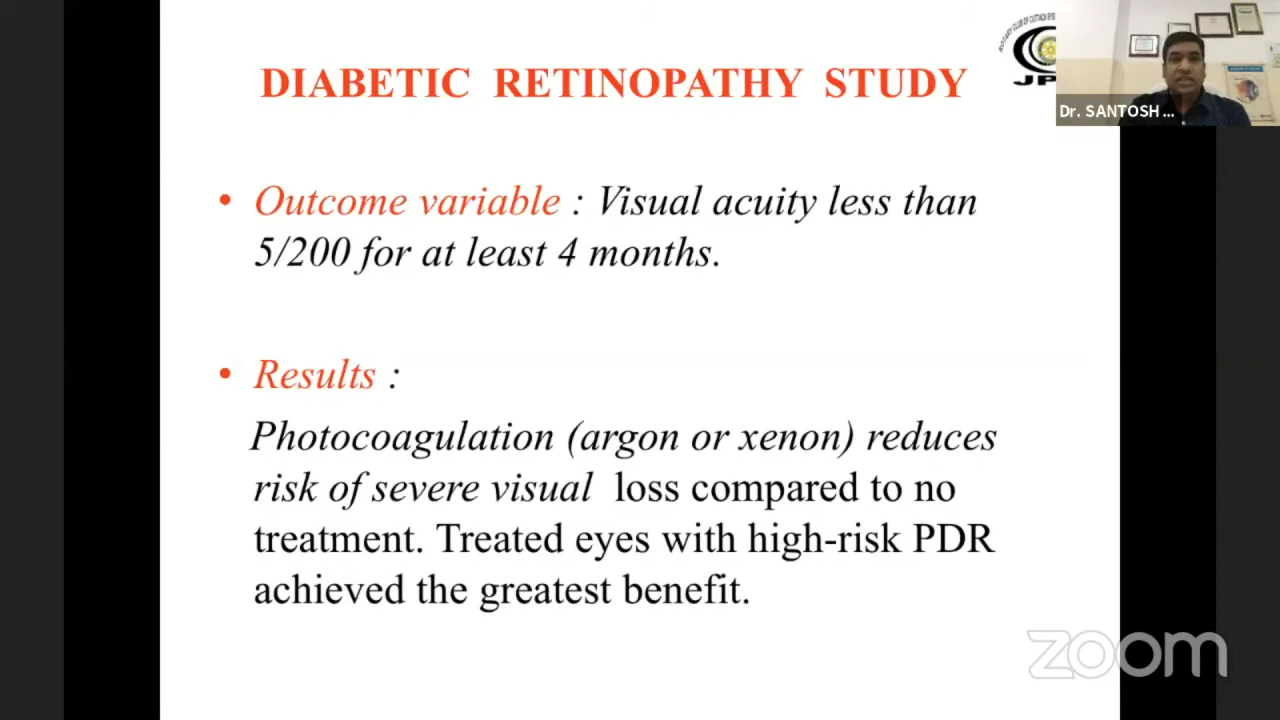 DIABETIC RETINOPATHY STUDY
JP
Dr. SANTOSH ...
• Outcome variable : Visual acuity less than
5/200 for at least 4 months.
• Results :
Photocoagulation (argon or xenon) reduces
risk of severe visual loss compared to no
treatment. Treated eyes with high-risk PDR
achieved the greatest benefit.
zoom